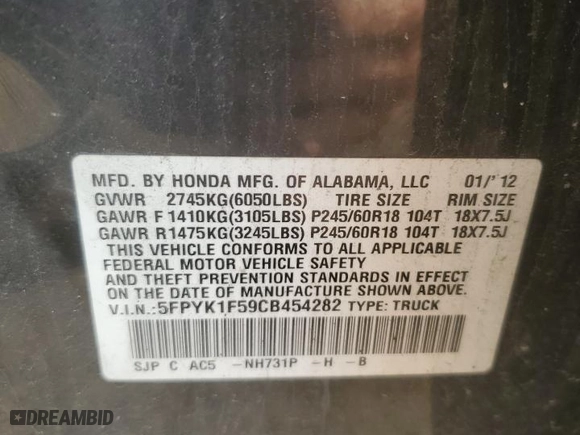 MFD. BY HONDA MFG. OF ALABAMA, LLC 01/'12
GVWR 2745KG(6050LBS) TIRE SIZE RIM SIZE
GAWR F 1410KG(3105LBS) P245/60R18 104T 18X7.5J
GAWR R 1475KG(3245LBS) P245/60R18 104T 18X7.5J
THIS VEHICLE CONFORMS TO ALL APPLICABLE
FEDERAL MOTOR VEHICLE SAFETY
AND THEFT PREVENTION STANDARDS IN EFFECT
ON THE DATE OF MANUFACTURE SHOWN ABOVE.
V.I.N.:5FPYK1F59CB454282 TYPE: TRUCK
SJP C AC5 -NH731P -H -B
DREAMBID